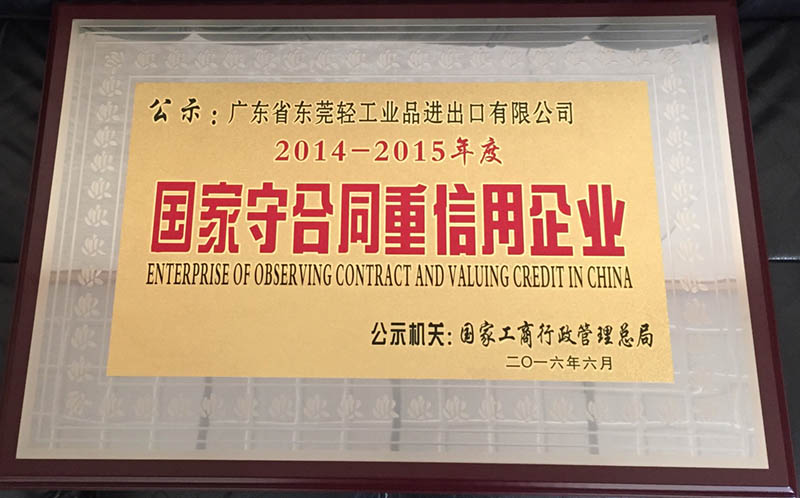 公示：广东省东莞轻工业品进出口有限公司
2014-2015年度
国家守合同重信用企业
ENTERPRISE OF OBSERVING CONTRACT AND VALUING CREDIT IN CHINA
公示机关：国家工商行政管理总局
二〇一六年六月